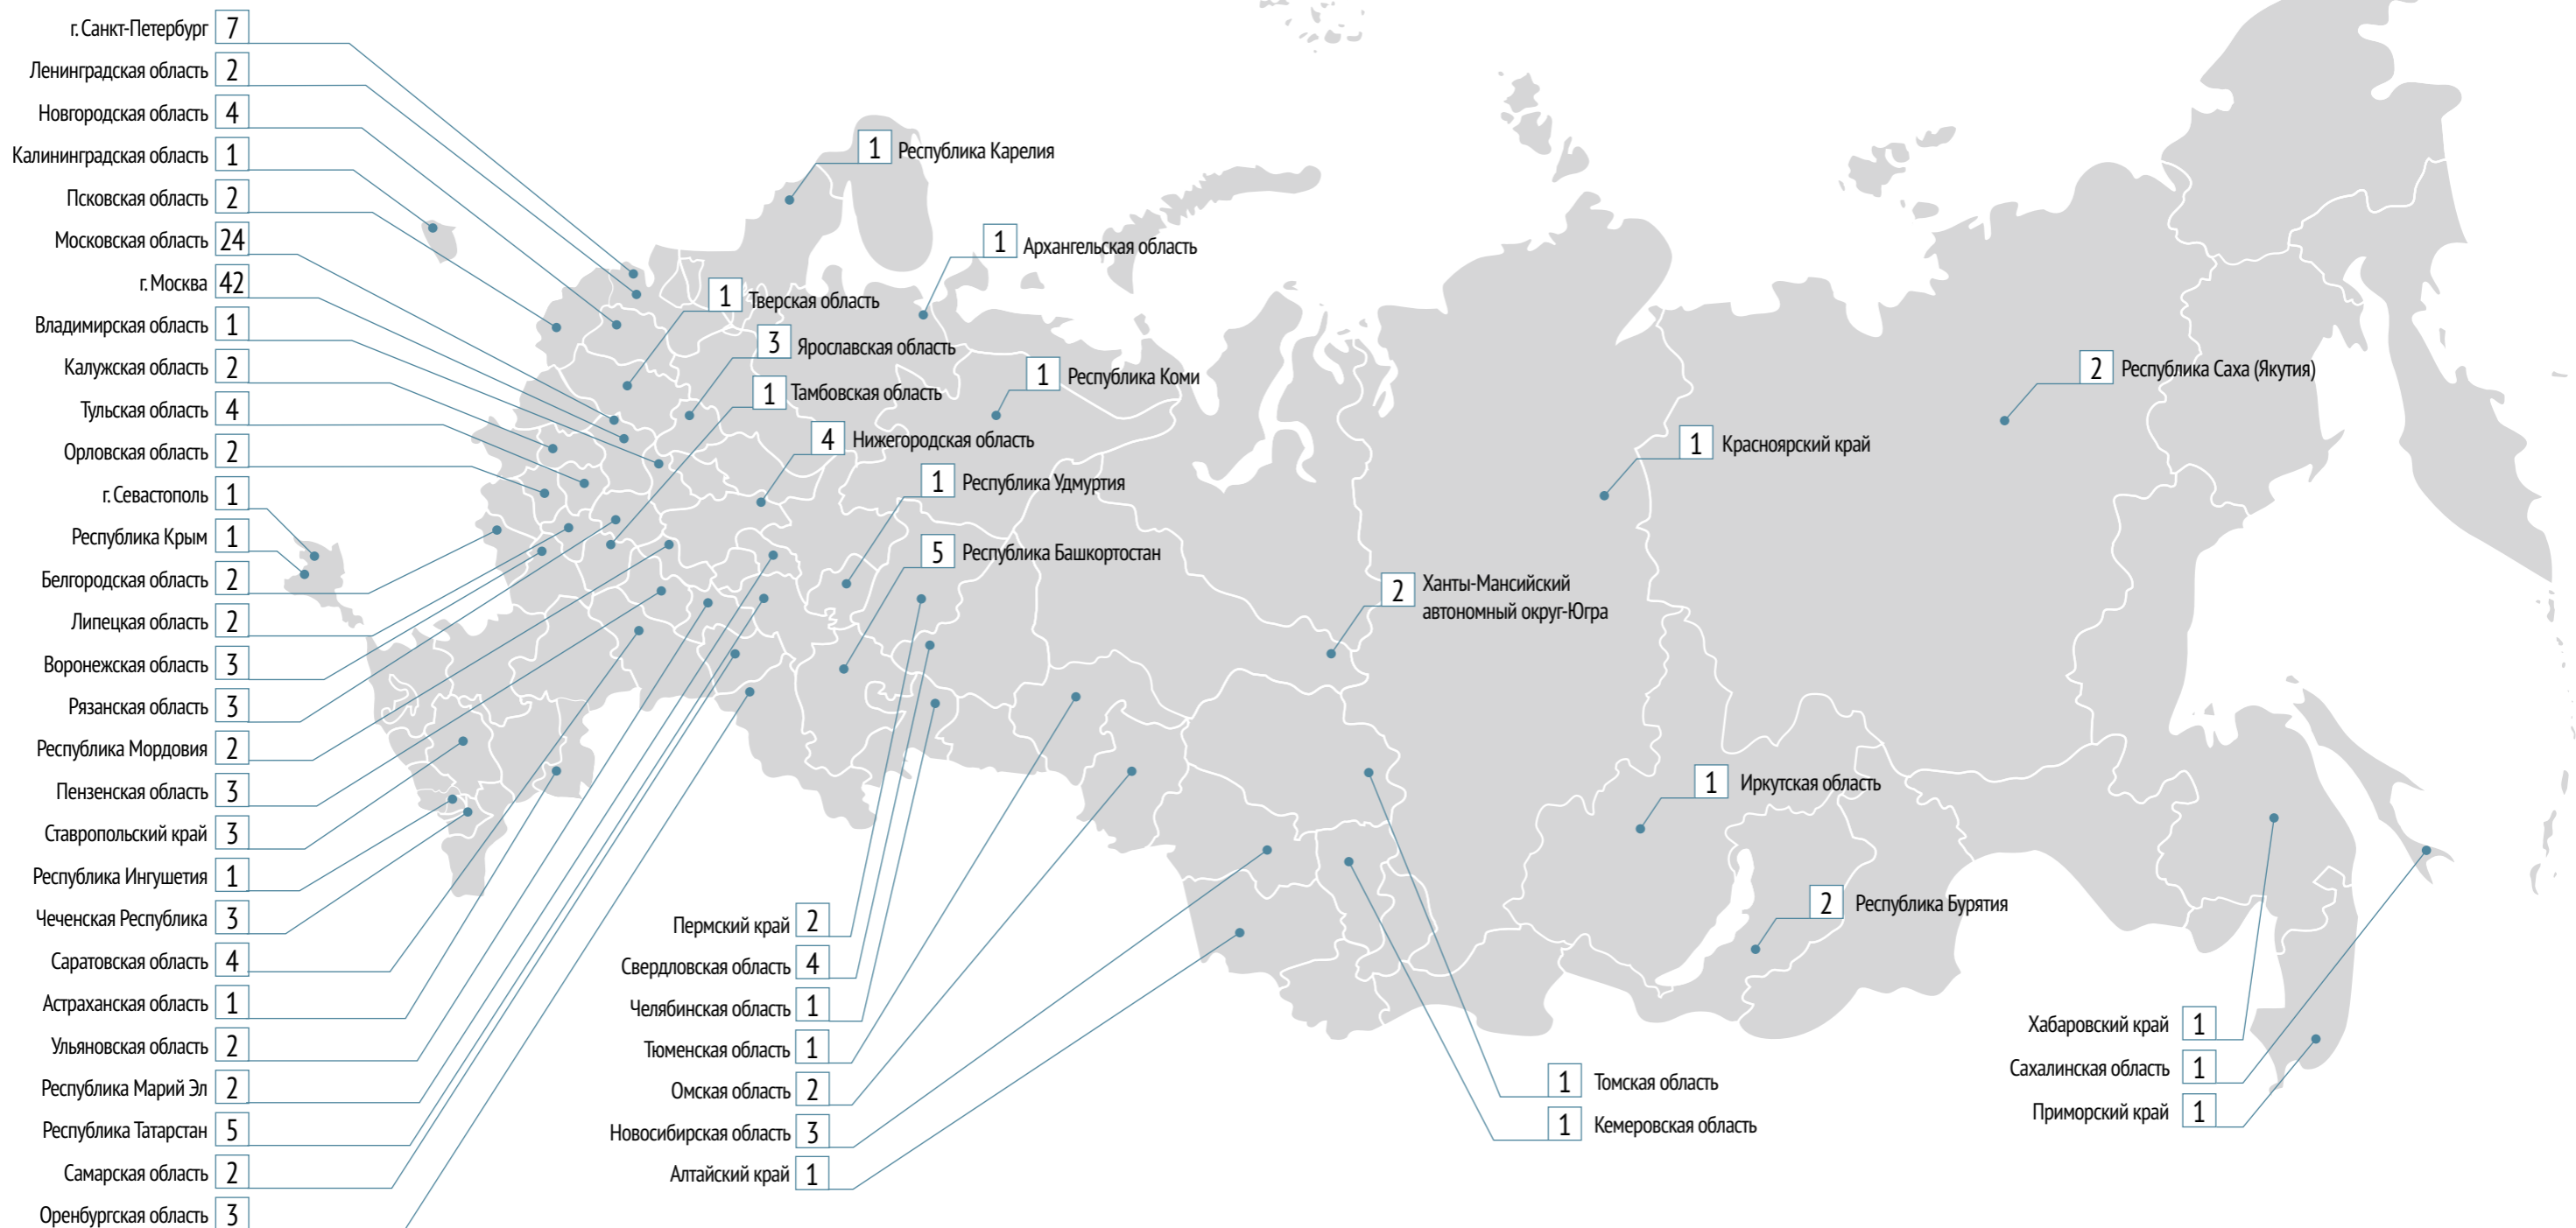 г. Санкт-Петербург 7
Ленинградская область 2
Новгородская область 4
Калининградская область 1
Псковская область 2
Московская область 24
г. Москва 42
Владимирская область 1
Калужская область 2
Тульская область 4
Орловская область 2
г. Севастополь 1
Республика Крым 1
Белгородская область 2
Липецкая область 2
Воронежская область 3
Рязанская область 3
Республика Мордовия 2
Пензенская область 3
Ставропольский край 3
Республика Ингушетия 1
Чеченская Республика 3
Саратовская область 4
Астраханская область 1
Ульяновская область 2
Республика Марий Эл 2
Республика Татарстан 5
Самарская область 2
Оренбургская область 3
1 Республика Карелия
1 Архангельская область
1 Тверская область
3 Ярославская область
1 Республика Коми
1 Тамбовская область
4 Нижегородская область
1 Республика Удмуртия
5 Республика Башкортостан
2 Ханты-Мансийский
автономный округ-Югра
1 Красноярский край
2 Республика Саха (Якутия)
1 Иркутская область
2 Республика Бурятия
Пермский край 2
Свердловская область 4
Челябинская область 1
Тюменская область 1
Омская область 2
Новосибирская область 3
Алтайский край 1
1 Томская область
1 Кемеровская область
Хабаровский край 1
Сахалинская область 1
Приморский край 1